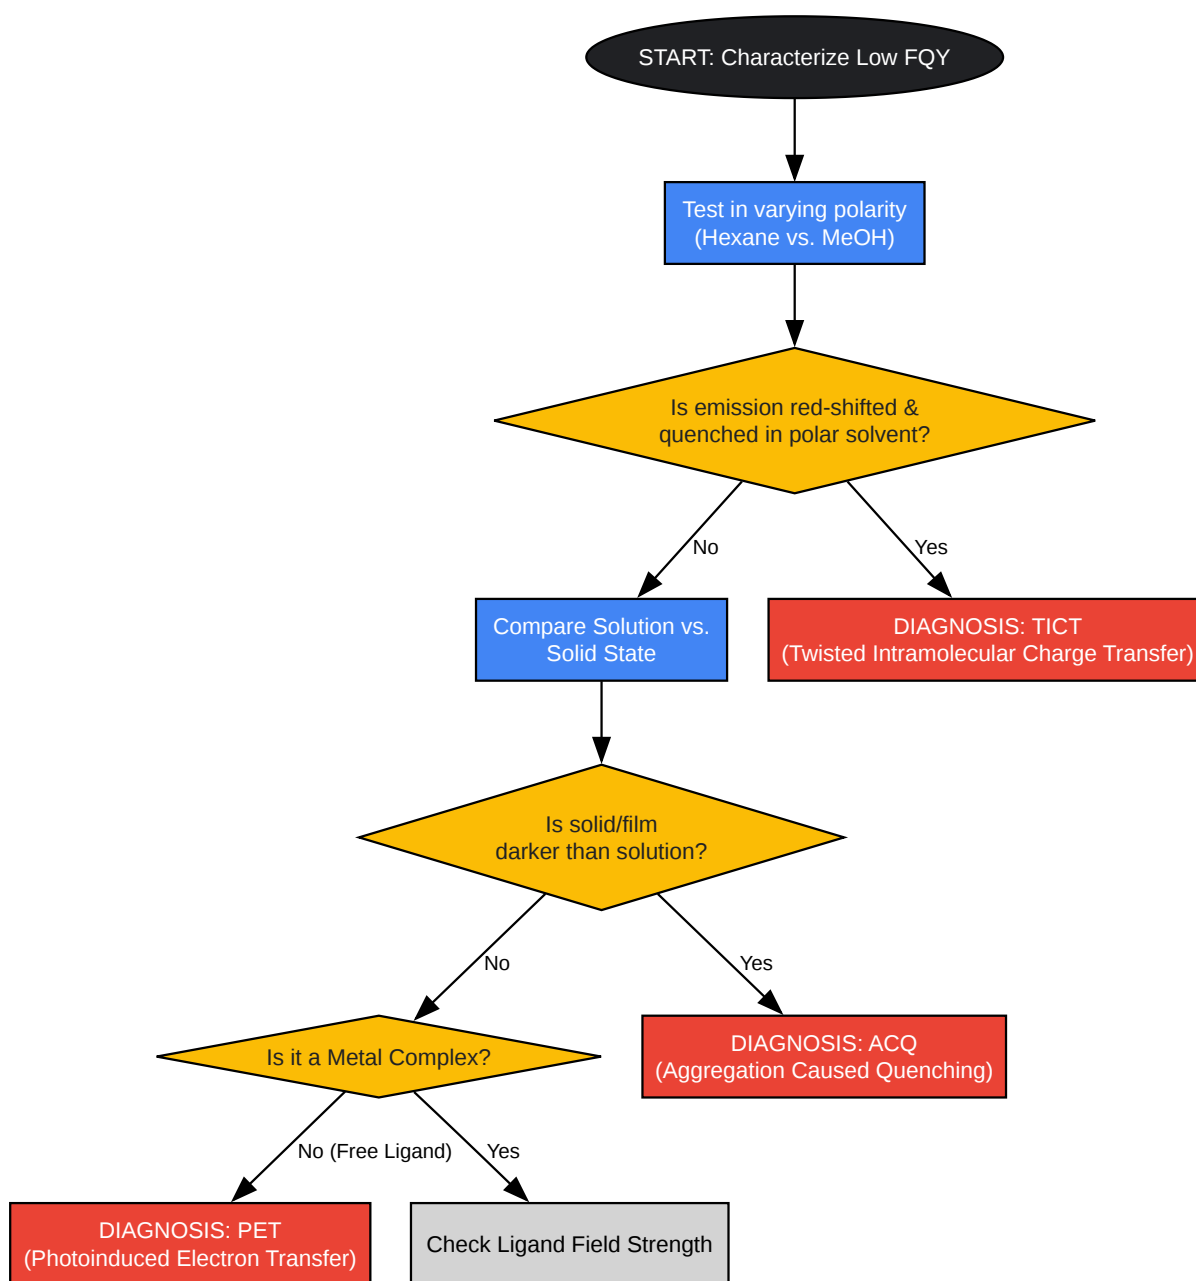 START: Characterize Low FQY
Test in varying polarity
(Hexane vs. MeOH)
Is emission red-shifted &
quenched in polar solvent?
No
Yes
Compare Solution vs.
Solid State
DIAGNOSIS: TICT
(Twisted Intramolecular Charge Transfer)
Is solid/film
darker than solution?
No
Yes
Is it a Metal Complex?
DIAGNOSIS: ACQ
(Aggregation Caused Quenching)
No (Free Ligand)
Yes
DIAGNOSIS: PET
(Photoinduced Electron Transfer)
Check Ligand Field Strength